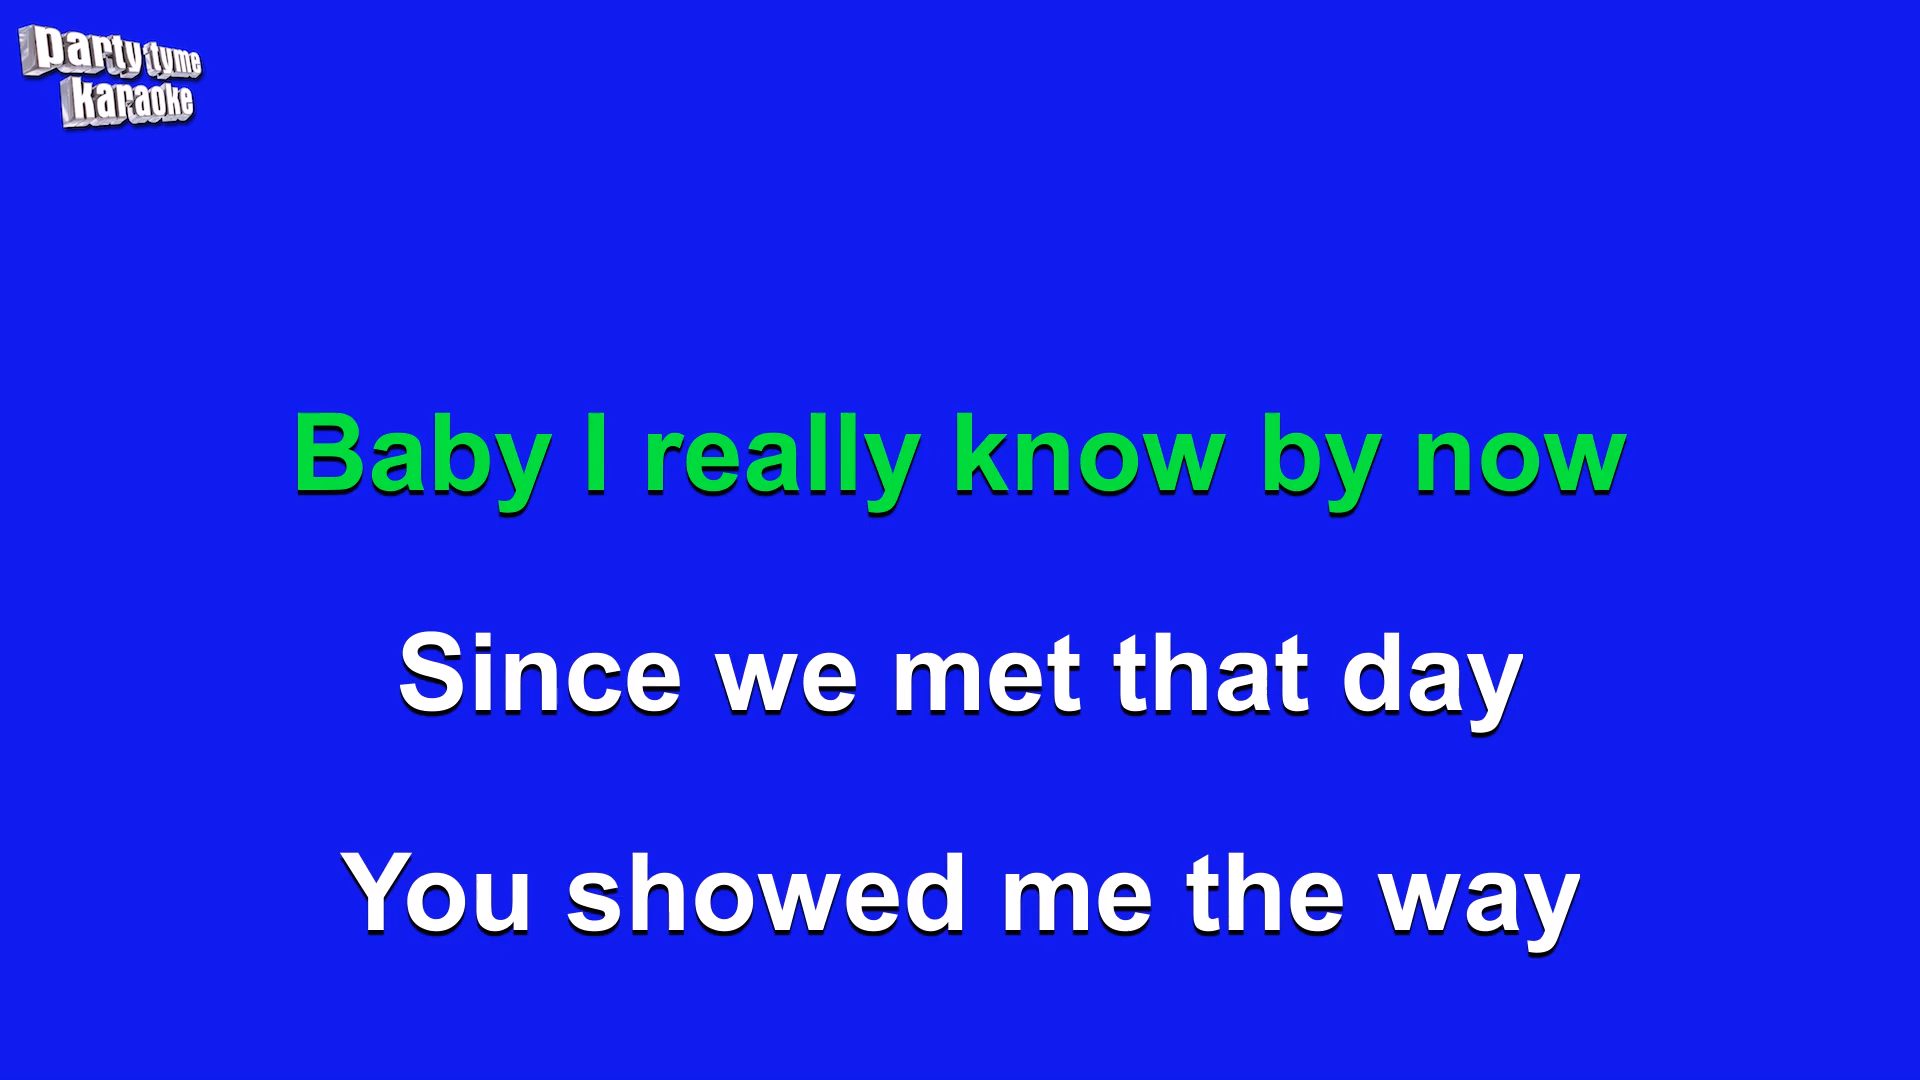 party tyme
karaoke
Baby I really know by now
Since we met that day
You showed me the way